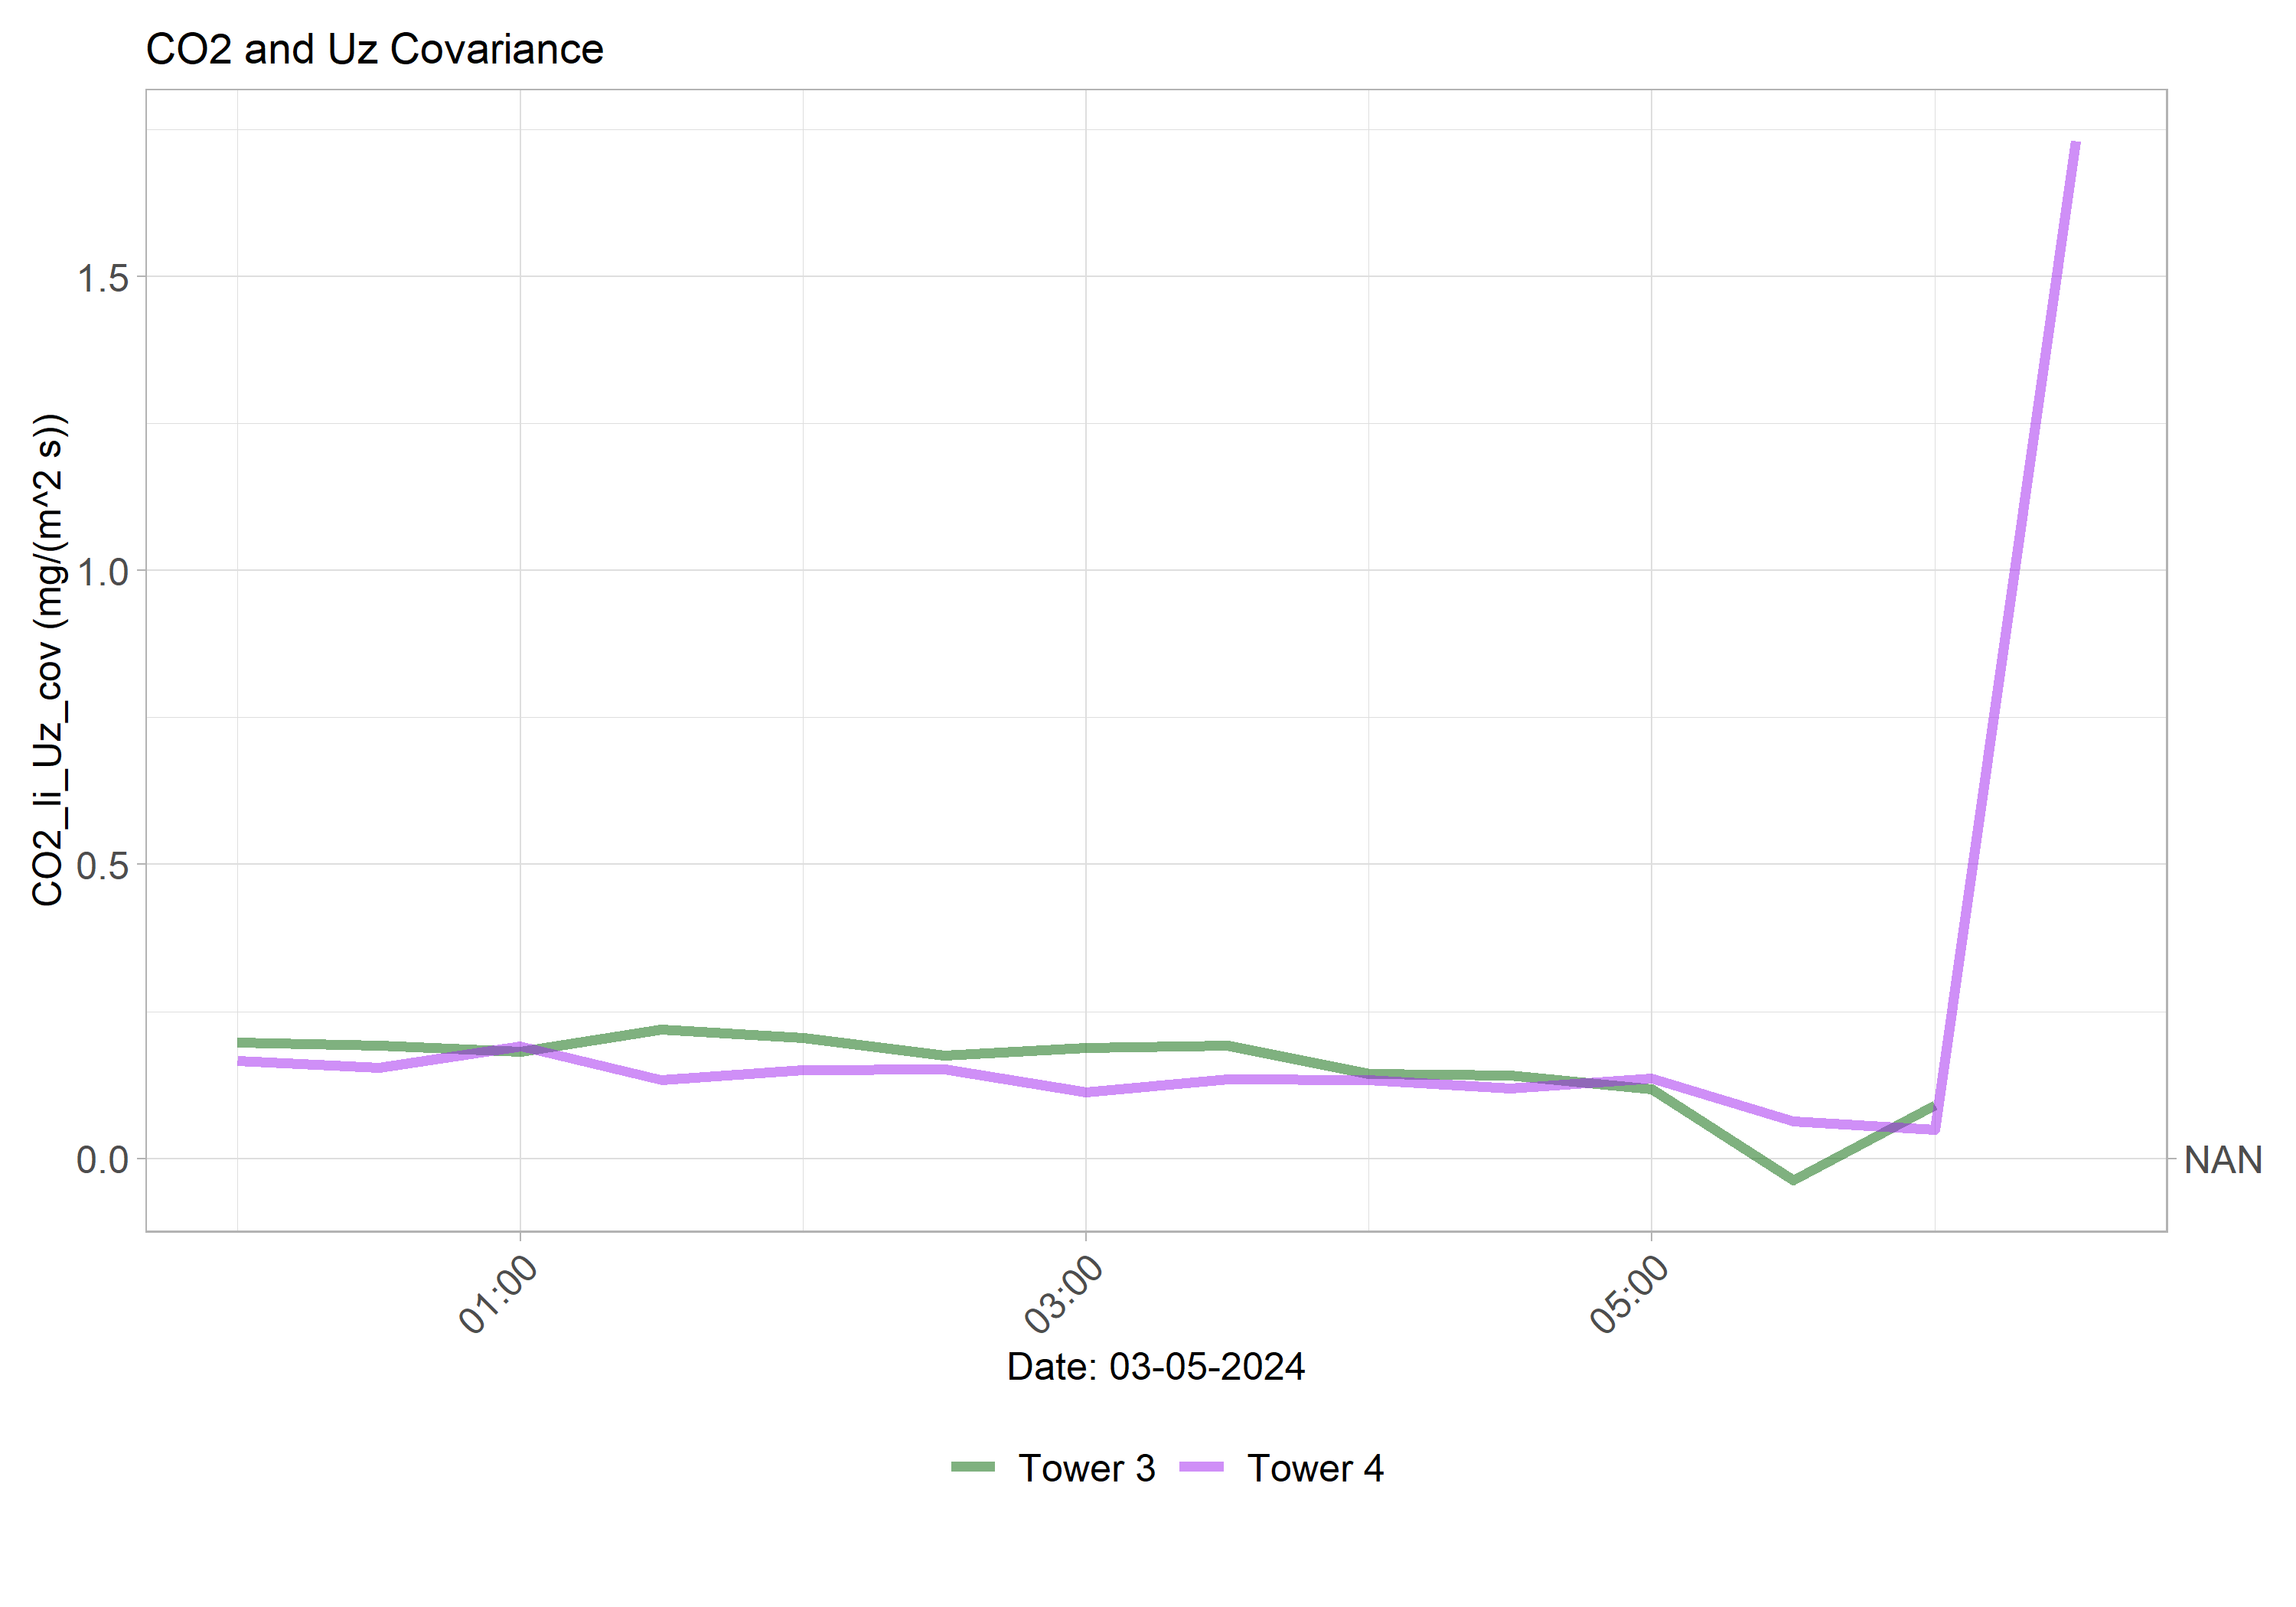 CO2 and Uz Covariance
CO2_li_Uz_cov (mg/(m^2 s))
1.5
1.0
0.5
0.0
NAN
01:00
03:00
05:00
Date: 03-05-2024
Tower 3
Tower 4